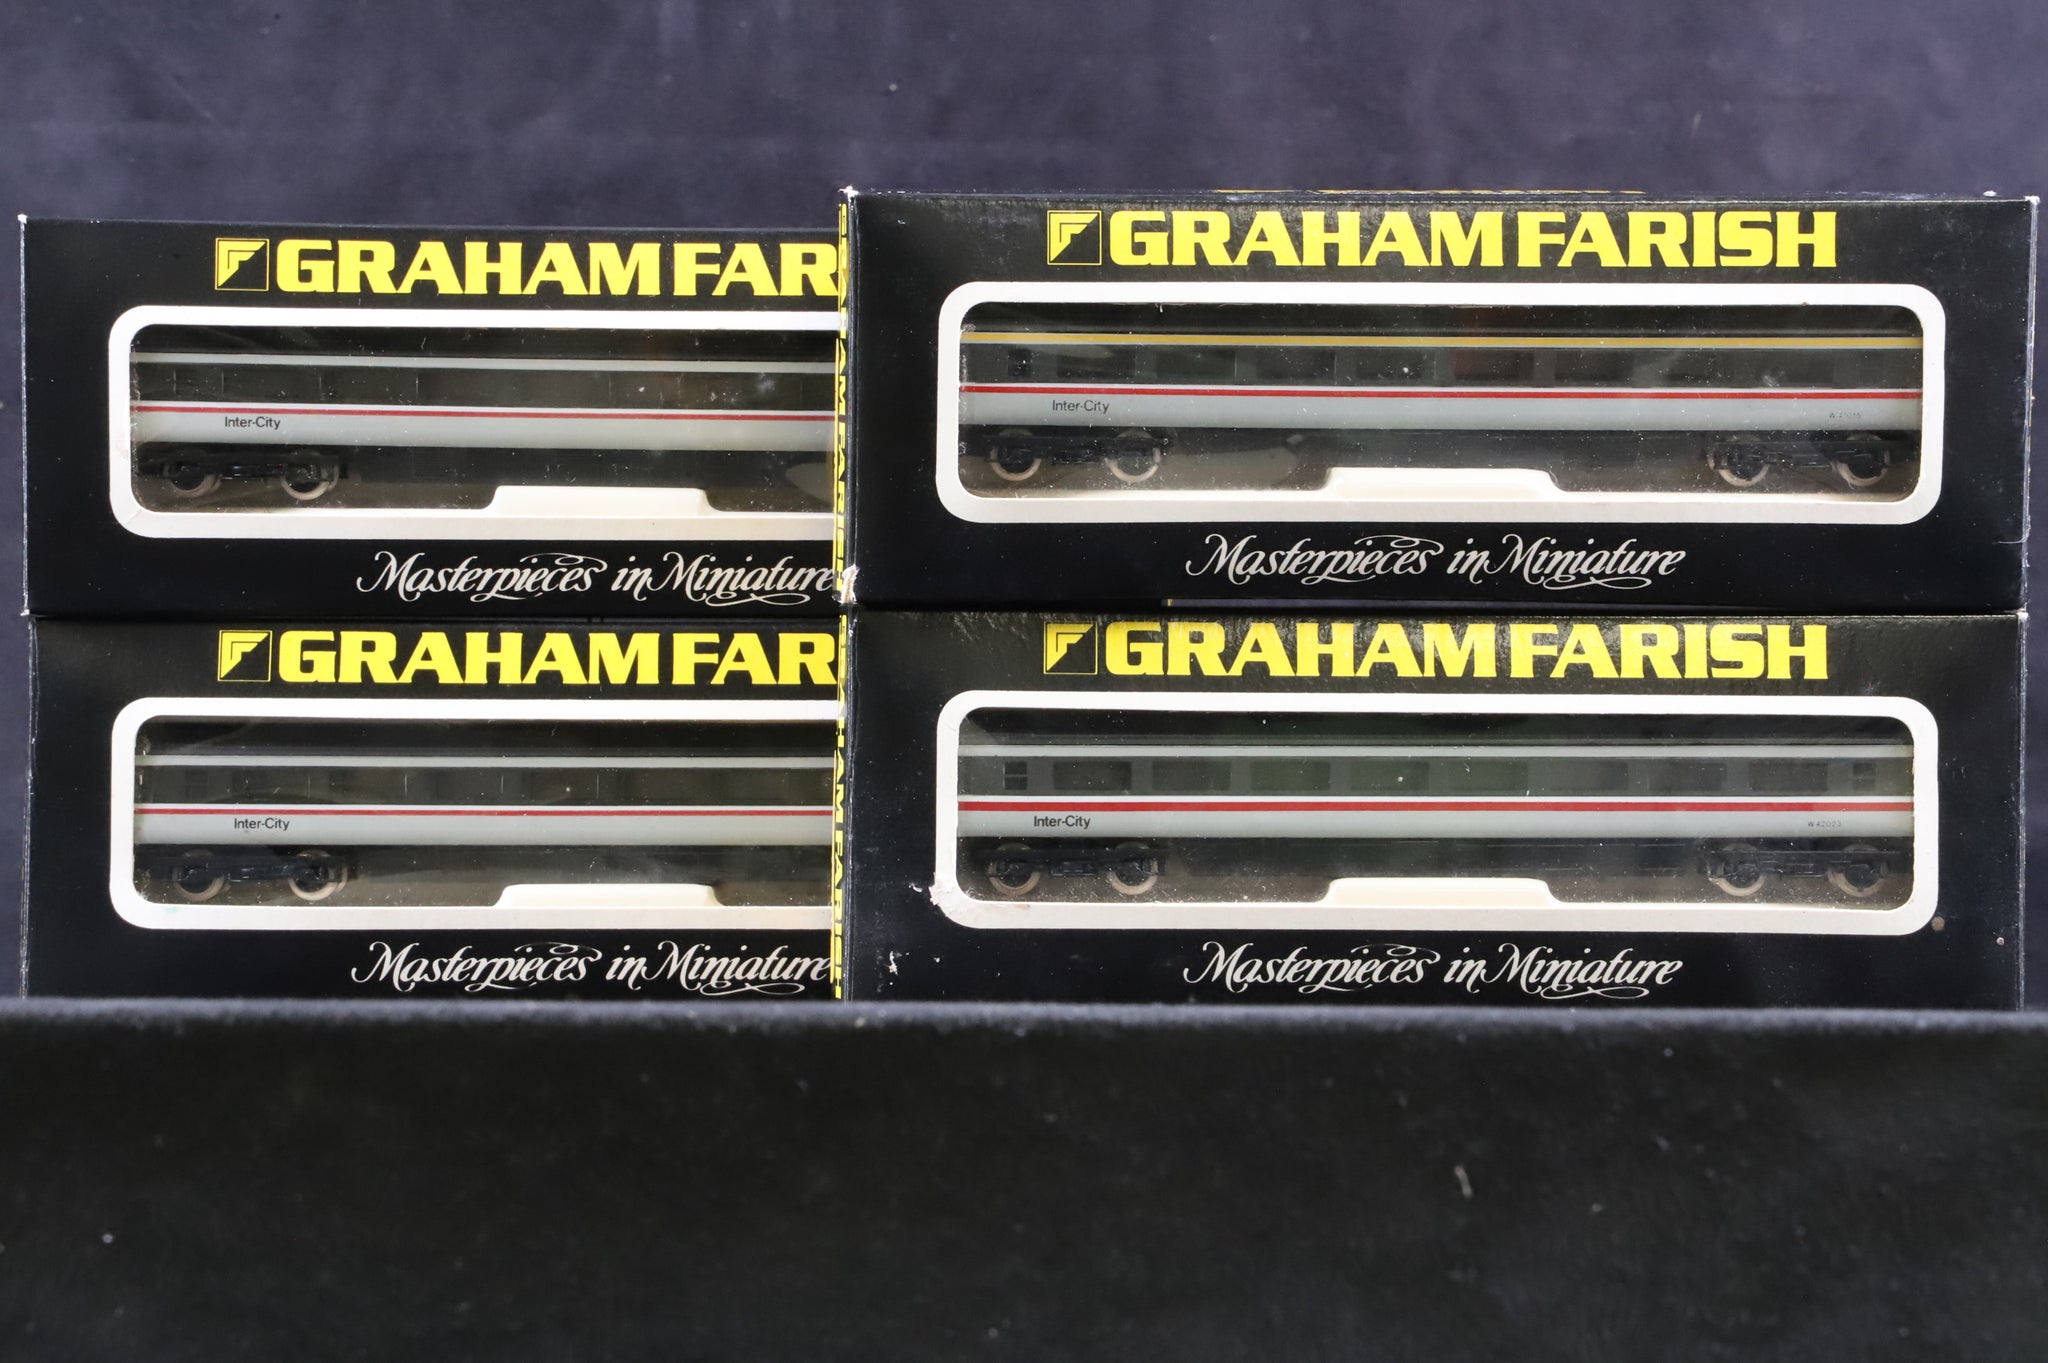 GRAHAM FAR
Inter-City
Masterpieces in Miniature
GRAHAM FARISH
Inter-City
Masterpieces in Miniature
GRAHAM FAR
Inter-City
Masterpieces in Miniature
GRAHAM FARISH
Inter-City W 42023
Masterpieces in Miniature